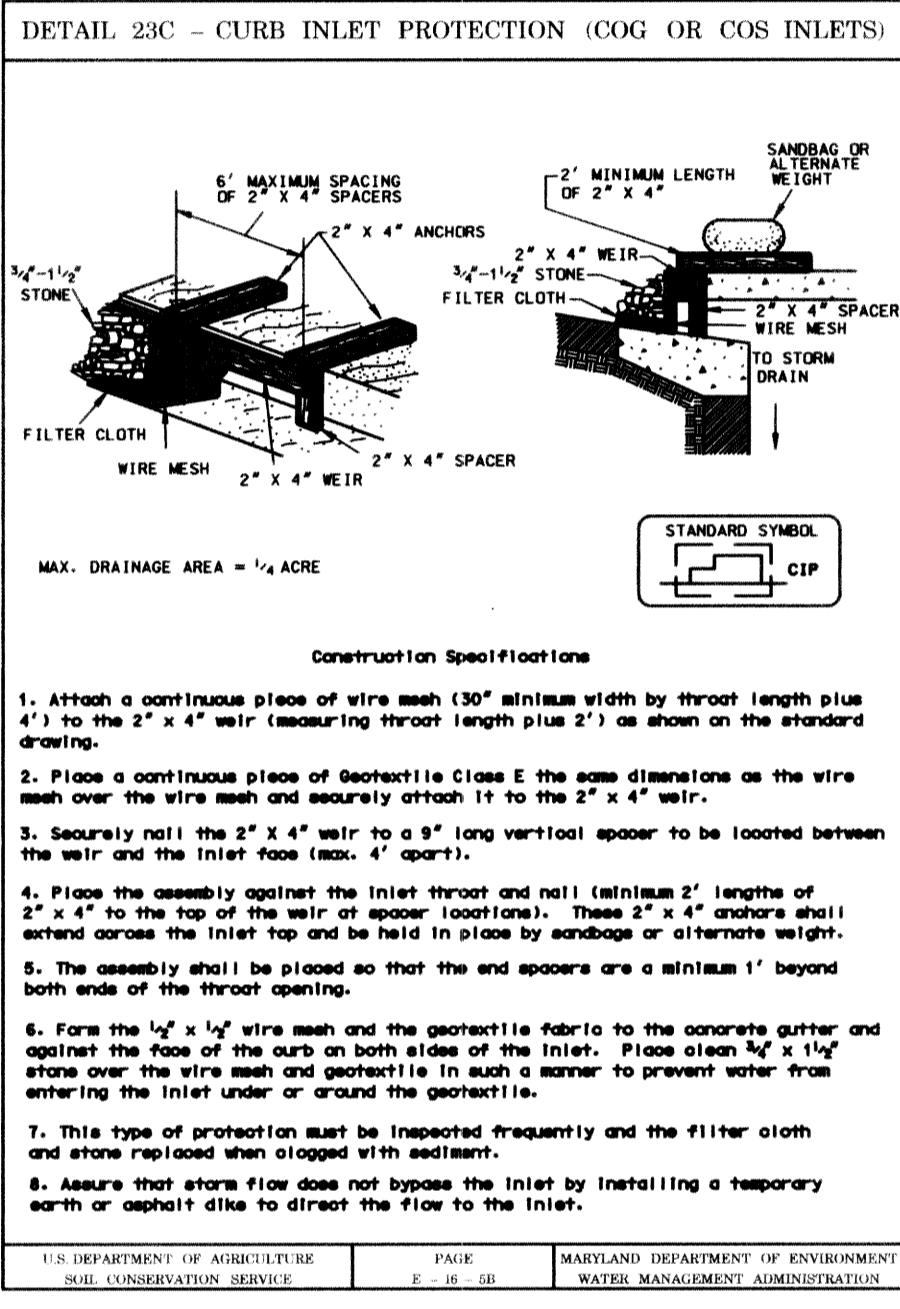 DETAIL 23C – CURB INLET PROTECTION (COG OR COS INLETS)
6' MAXIMUM SPACING
OF 2" X 4" SPACERS
2" X 4" ANCHORS
3/4"-1 1/2"
STONE
FILTER CLOTH
WIRE MESH
2" X 4" WEIR
2" X 4" SPACER
2' MINIMUM LENGTH
OF 2" X 4"
SANDBAG OR
ALTERNATE
WEIGHT
2" X 4" WEIR
3/4"-1 1/2" STONE
FILTER CLOTH
2" X 4" SPACER
WIRE MESH
TO STORM
DRAIN
MAX. DRAINAGE AREA = 1/4 ACRE
STANDARD SYMBOL
CIP
Construction Specifications
1. Attach a continuous piece of wire mesh (30" minimum width by throat length plus
4') to the 2" x 4" weir (measuring throat length plus 2') as shown on the standard
drawing.
2. Place a continuous piece of Geotextile Class E the same dimensions as the wire
mesh over the wire mesh and securely attach it to the 2" x 4" weir.
3. Securely nail the 2" X 4" weir to a 9" long vertical spacer to be located between
the weir and the inlet face (max. 4' apart).
4. Place the assembly against the inlet throat and nail (minimum 2' lengths of
2" x 4" to the top of the weir at spacer locations). These 2" x 4" anchors shall
extend across the inlet top and be held in place by sandbags or alternate weight.
5. The assembly shall be placed so that the end spacers are a minimum 1' beyond
both ends of the throat opening.
6. Form the 1/2" x 1/2" wire mesh and the geotextile fabric to the concrete gutter and
against the face of the curb on both sides of the inlet. Place clean 3/4" x 1 1/2"
stone over the wire mesh and geotextile in such a manner to prevent water from
entering the inlet under or around the geotextile.
7. This type of protection must be inspected frequently and the filter cloth
and stone replaced when clogged with sediment.
8. Assure that storm flow does not bypass the inlet by installing a temporary
earth or asphalt dike to direct the flow to the inlet.
U.S. DEPARTMENT OF AGRICULTURE
SOIL CONSERVATION SERVICE
PAGE
E – 16 – 5B
MARYLAND DEPARTMENT OF ENVIRONMENT
WATER MANAGEMENT ADMINISTRATION